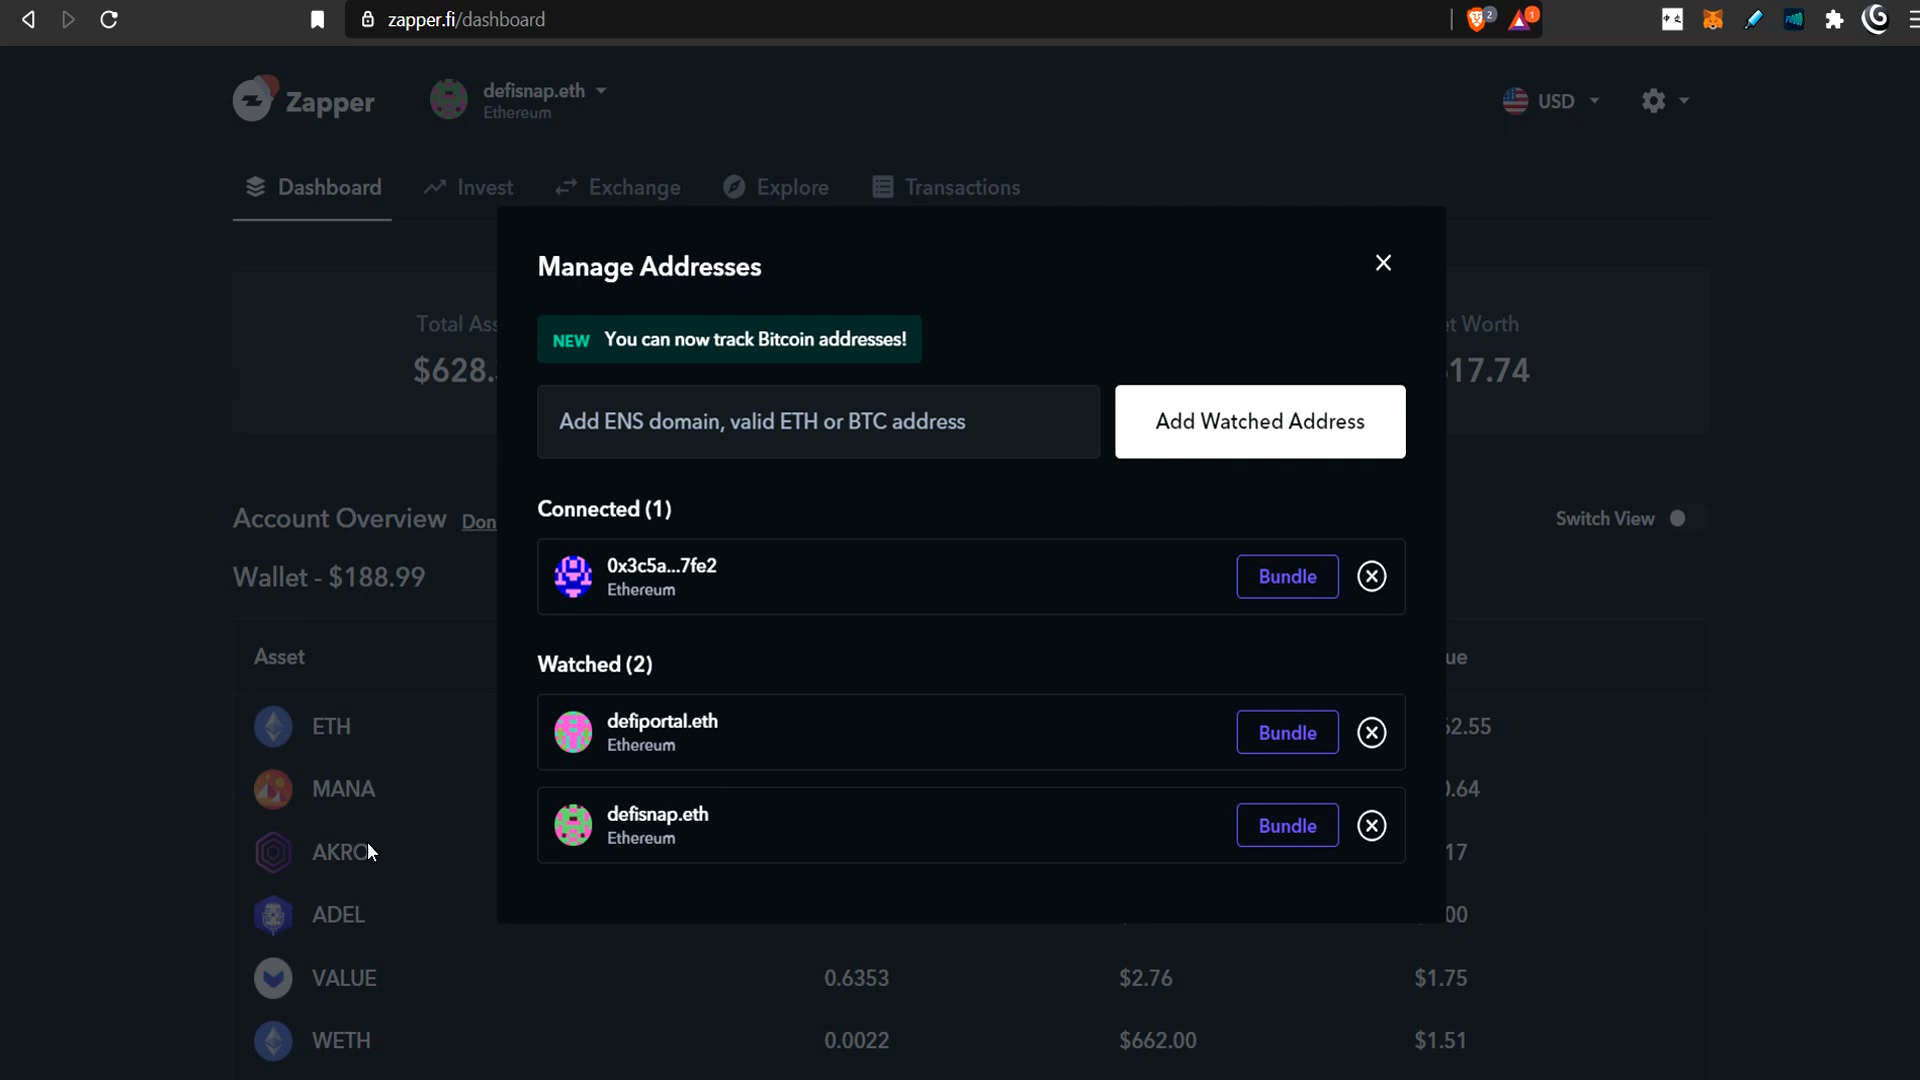 zapper.fi/dashboard
2
1
Zapper
defisnap.eth
Ethereum
USD
Dashboard
Invest
Exchange
Explore
Transactions
Manage Addresses
NEW You can now track Bitcoin addresses!
Add ENS domain, valid ETH or BTC address
Add Watched Address
Total
$628.
Worth
17.74
Connected (1)
Account Overview
Switch View
0x3c5a...7fe2
Ethereum
Bundle
Wallet - $188.99
Watched (2)
Asset
defiportal.eth
Ethereum
Bundle
ETH
2.55
MANA
.64
defisnap.eth
Ethereum
Bundle
AKRO
17
ADEL
00
VALUE 0.6353 $2.76 $1.75
WETH 0.0022 $662.00 $1.51